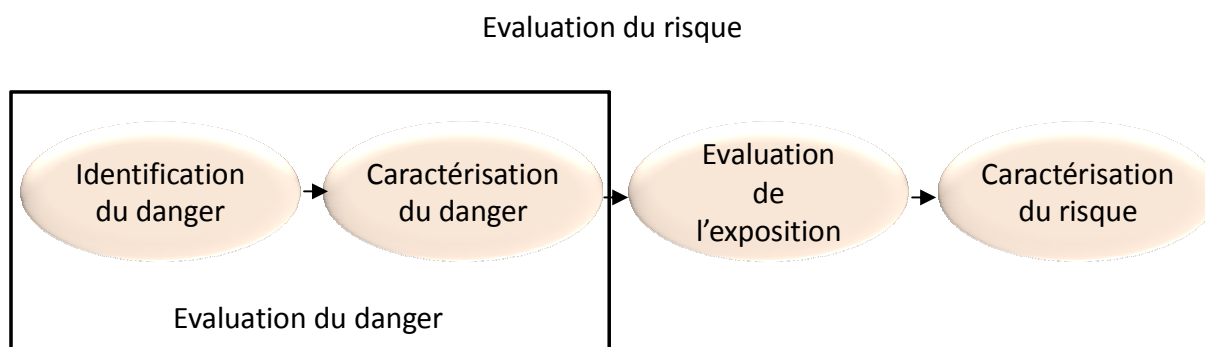 Evaluation du risque
Identification
du danger
Caractérisation
du danger
Evaluation
de
l’exposition
Caractérisation
du risque
Evaluation du danger